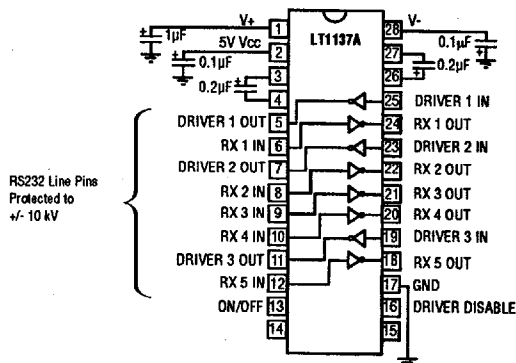 V+ 1 LT1137A 28 V-
1µF 0.1µF
5V Vcc 2 27
0.1µF 0.2µF
3 26
0.2µF
4 25 DRIVER 1 IN
DRIVER 1 OUT 5 24 RX 1 OUT
RX 1 IN 6 23 DRIVER 2 IN
DRIVER 2 OUT 7 22 RX 2 OUT
RX 2 IN 8 21 RX 3 OUT
RX 3 IN 9 20 RX 4 OUT
RX 4 IN 10 19 DRIVER 3 IN
DRIVER 3 OUT 11 18 RX 5 OUT
RX 5 IN 12 17 GND
ON/OFF 13 16 DRIVER DISABLE
14 15
RS232 Line Pins
Protected to
+/- 10 kV